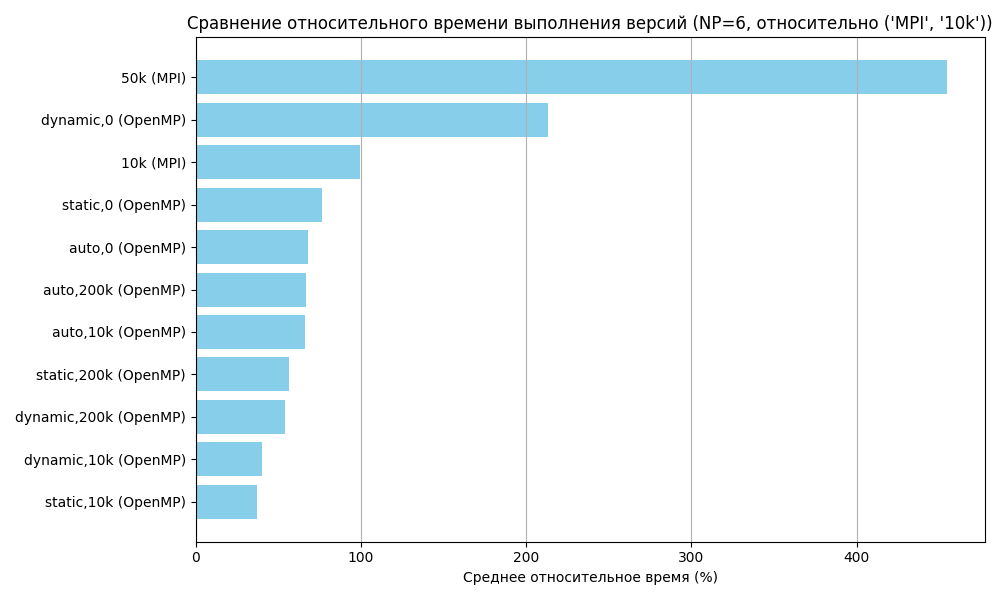 Сравнение относительного времени выполнения версий (NP=6, относительно ('MPI', '10k'))
50k (MPI)
dynamic,0 (OpenMP)
10k (MPI)
static,0 (OpenMP)
auto,0 (OpenMP)
auto,200k (OpenMP)
auto,10k (OpenMP)
static,200k (OpenMP)
dynamic,200k (OpenMP)
dynamic,10k (OpenMP)
static,10k (OpenMP)
0 100 200 300 400
Среднее относительное время (%)